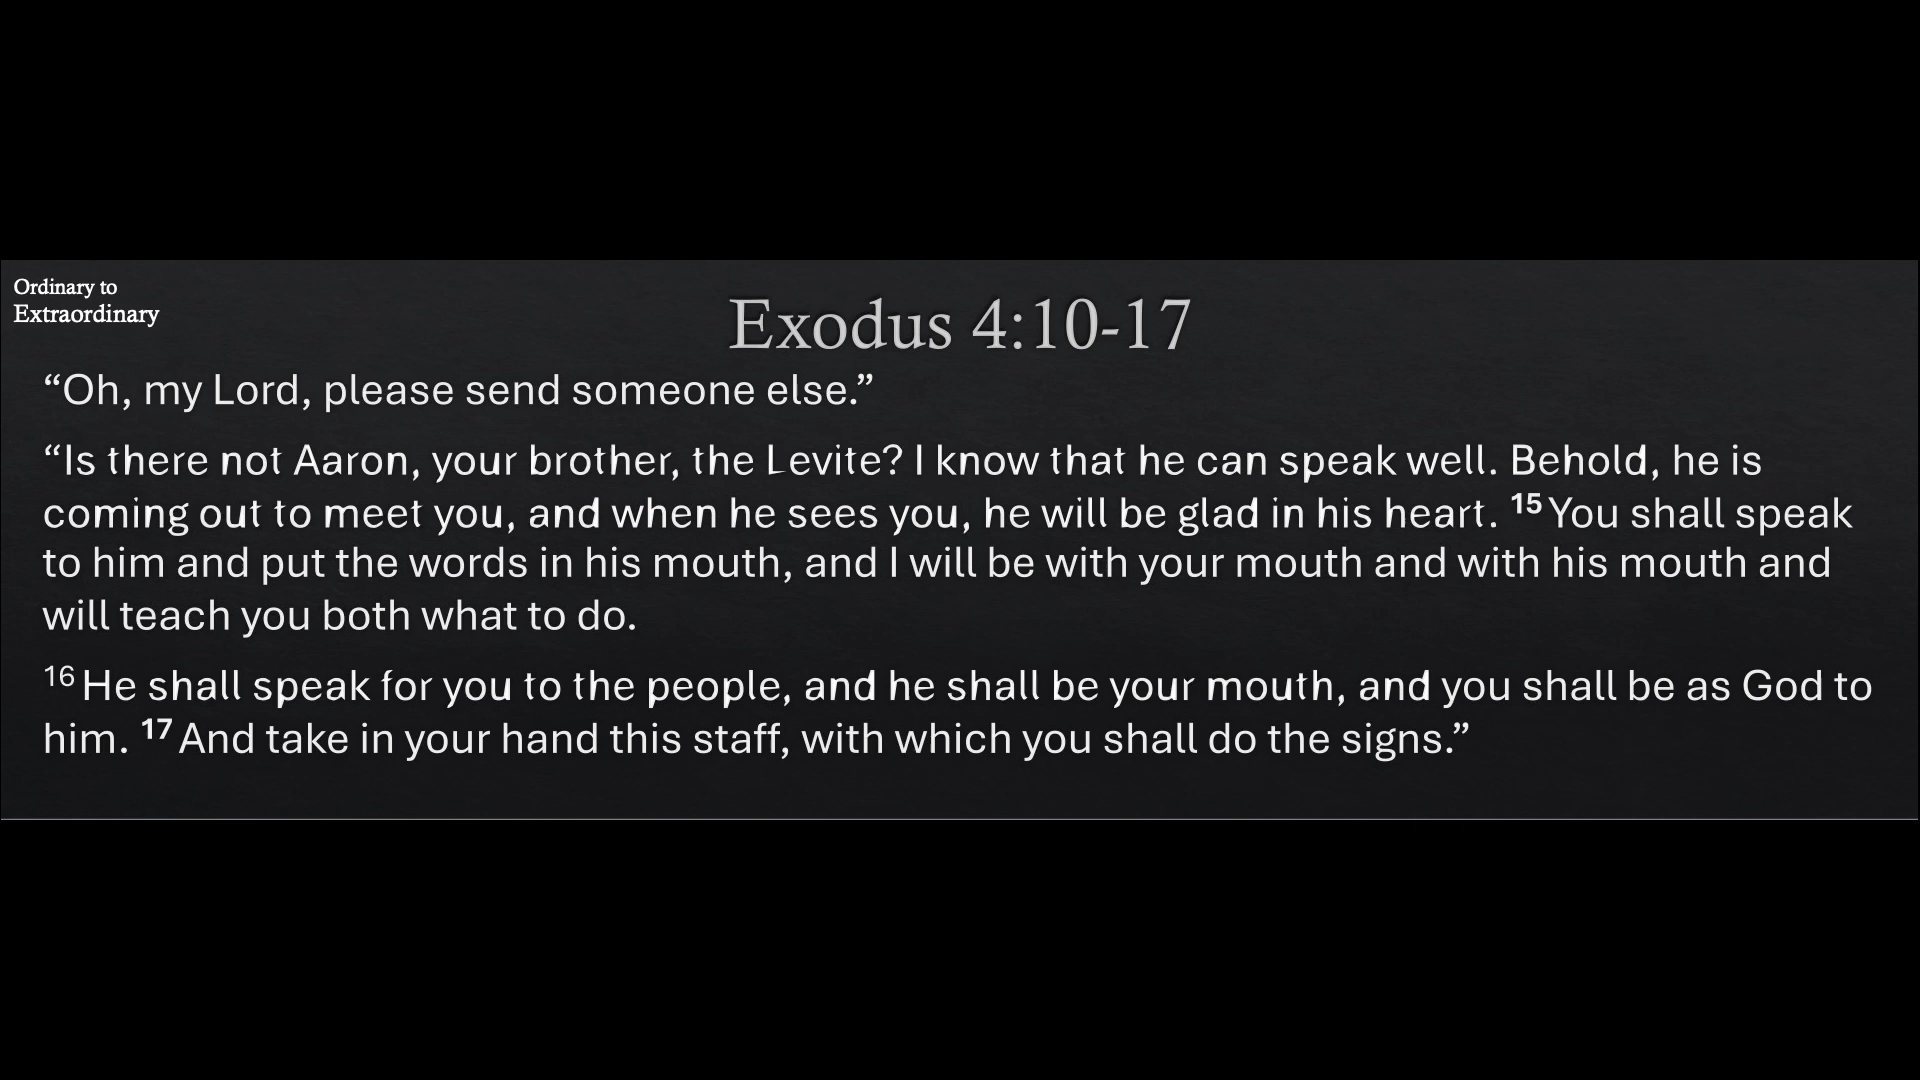 Ordinary to
Extraordinary
Exodus 4:10-17
“Oh, my Lord, please send someone else.”
“Is there not Aaron, your brother, the Levite? I know that he can speak well. Behold, he is
coming out to meet you, and when he sees you, he will be glad in his heart. 15 You shall speak
to him and put the words in his mouth, and I will be with your mouth and with his mouth and
will teach you both what to do.
16 He shall speak for you to the people, and he shall be your mouth, and you shall be as God to
him. 17 And take in your hand this staff, with which you shall do the signs.”